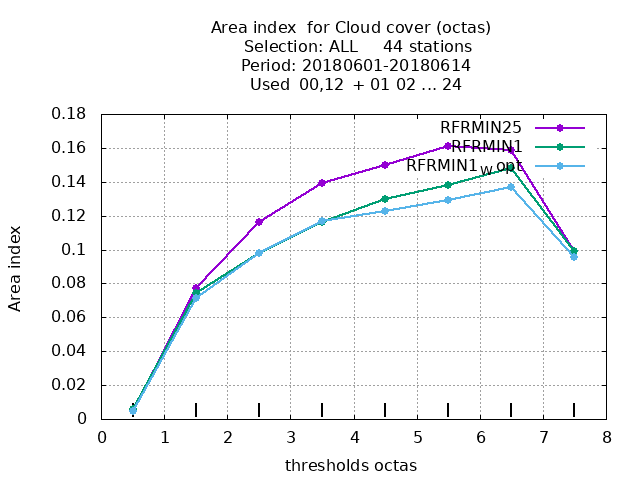 Area index  for Cloud cover (octas)
Selection: ALL     44 stations
Period: 20180601-20180614
Used  00,12  + 01 02 ... 24
RFRMIN25
RFRMIN1
RFRMIN1W opt
0.18
0.16
0.14
0.12
0.1
0.08
0.06
0.04
0.02
0
Area index
0 1 2 3 4 5 6 7 8
thresholds octas